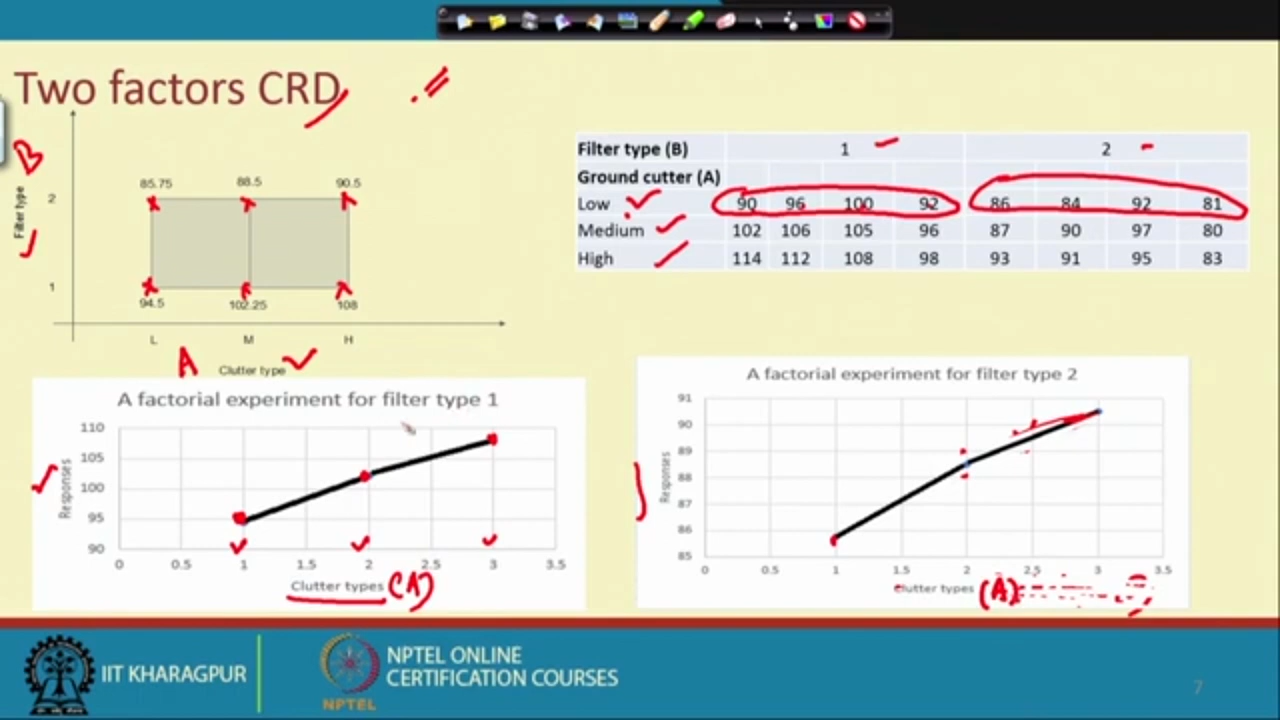 Two factors CRD
B
Filter type
2
1
85.75 88.5 90.5
94.5 102.25 108
L M H
A
Clutter type
Filter type (B) 1 2
Ground cutter (A)
Low 90 96 100 92 86 84 92 81
Medium 102 106 105 96 87 90 97 80
High 114 112 108 98 93 91 95 83
A factorial experiment for filter type 1
Responses
110
105
100
95
90
0 0.5 1 1.5 2 2.5 3 3.5
Clutter types (A)
A factorial experiment for filter type 2
Responses
91
90
89
88
87
86
85
0 0.5 1 1.5 2 2.5 3 3.5
Clutter types (A)
IIT KHARAGPUR
NPTEL
NPTEL ONLINE
CERTIFICATION COURSES
7